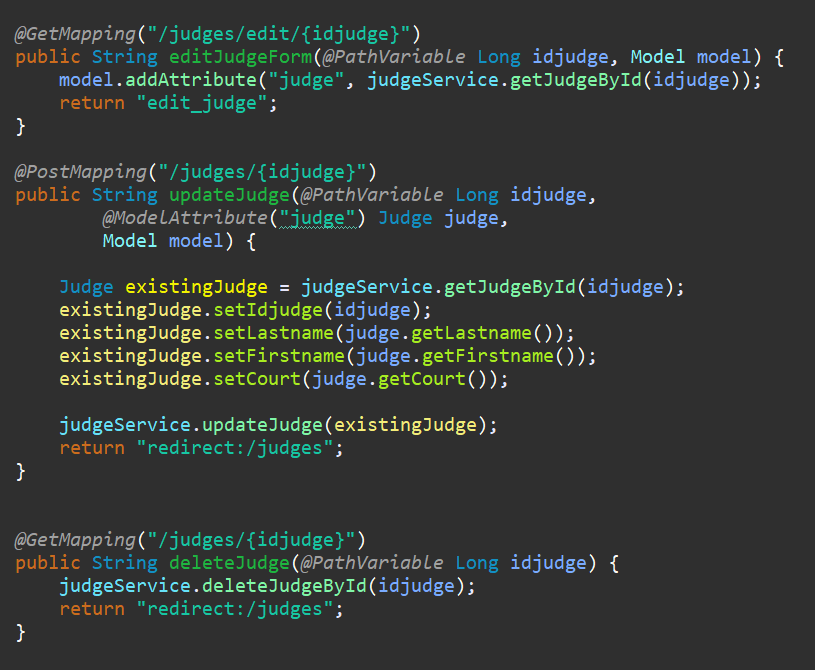 @GetMapping("/judges/edit/{idjudge}")
public String editJudgeForm(@PathVariable Long idjudge, Model model) {
    model.addAttribute("judge", judgeService.getJudgeById(idjudge));
    return "edit_judge";
}

@PostMapping("/judges/{idjudge}")
public String updateJudge(@PathVariable Long idjudge,
        @ModelAttribute("judge") Judge judge,
        Model model) {

    Judge existingJudge = judgeService.getJudgeById(idjudge);
    existingJudge.setIdjudge(idjudge);
    existingJudge.setLastname(judge.getLastname());
    existingJudge.setFirstname(judge.getFirstname());
    existingJudge.setCourt(judge.getCourt());

    judgeService.updateJudge(existingJudge);
    return "redirect:/judges";
}

@GetMapping("/judges/{idjudge}")
public String deleteJudge(@PathVariable Long idjudge) {
    judgeService.deleteJudgeById(idjudge);
    return "redirect:/judges";
}